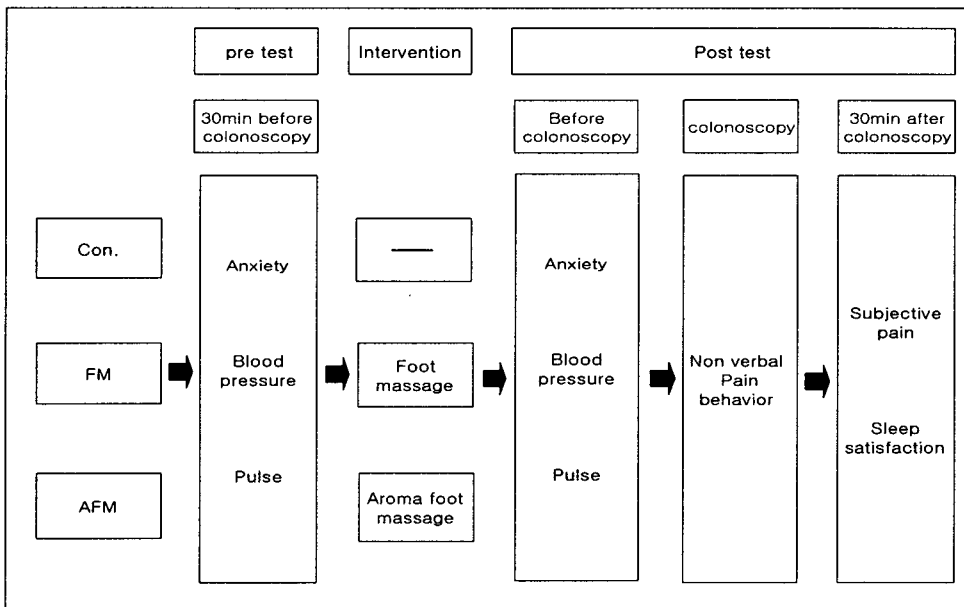 pre test
Intervention
Post test
30min before
colonoscopy
Before
colonoscopy
colonoscopy
30min after
colonoscopy
Con.
FM
AFM
Anxiety
Blood
pressure
Pulse
—
Foot
massage
Aroma foot
massage
Anxiety
Blood
pressure
Pulse
Non verbal
Pain
behavior
Subjective
pain
Sleep
satisfaction